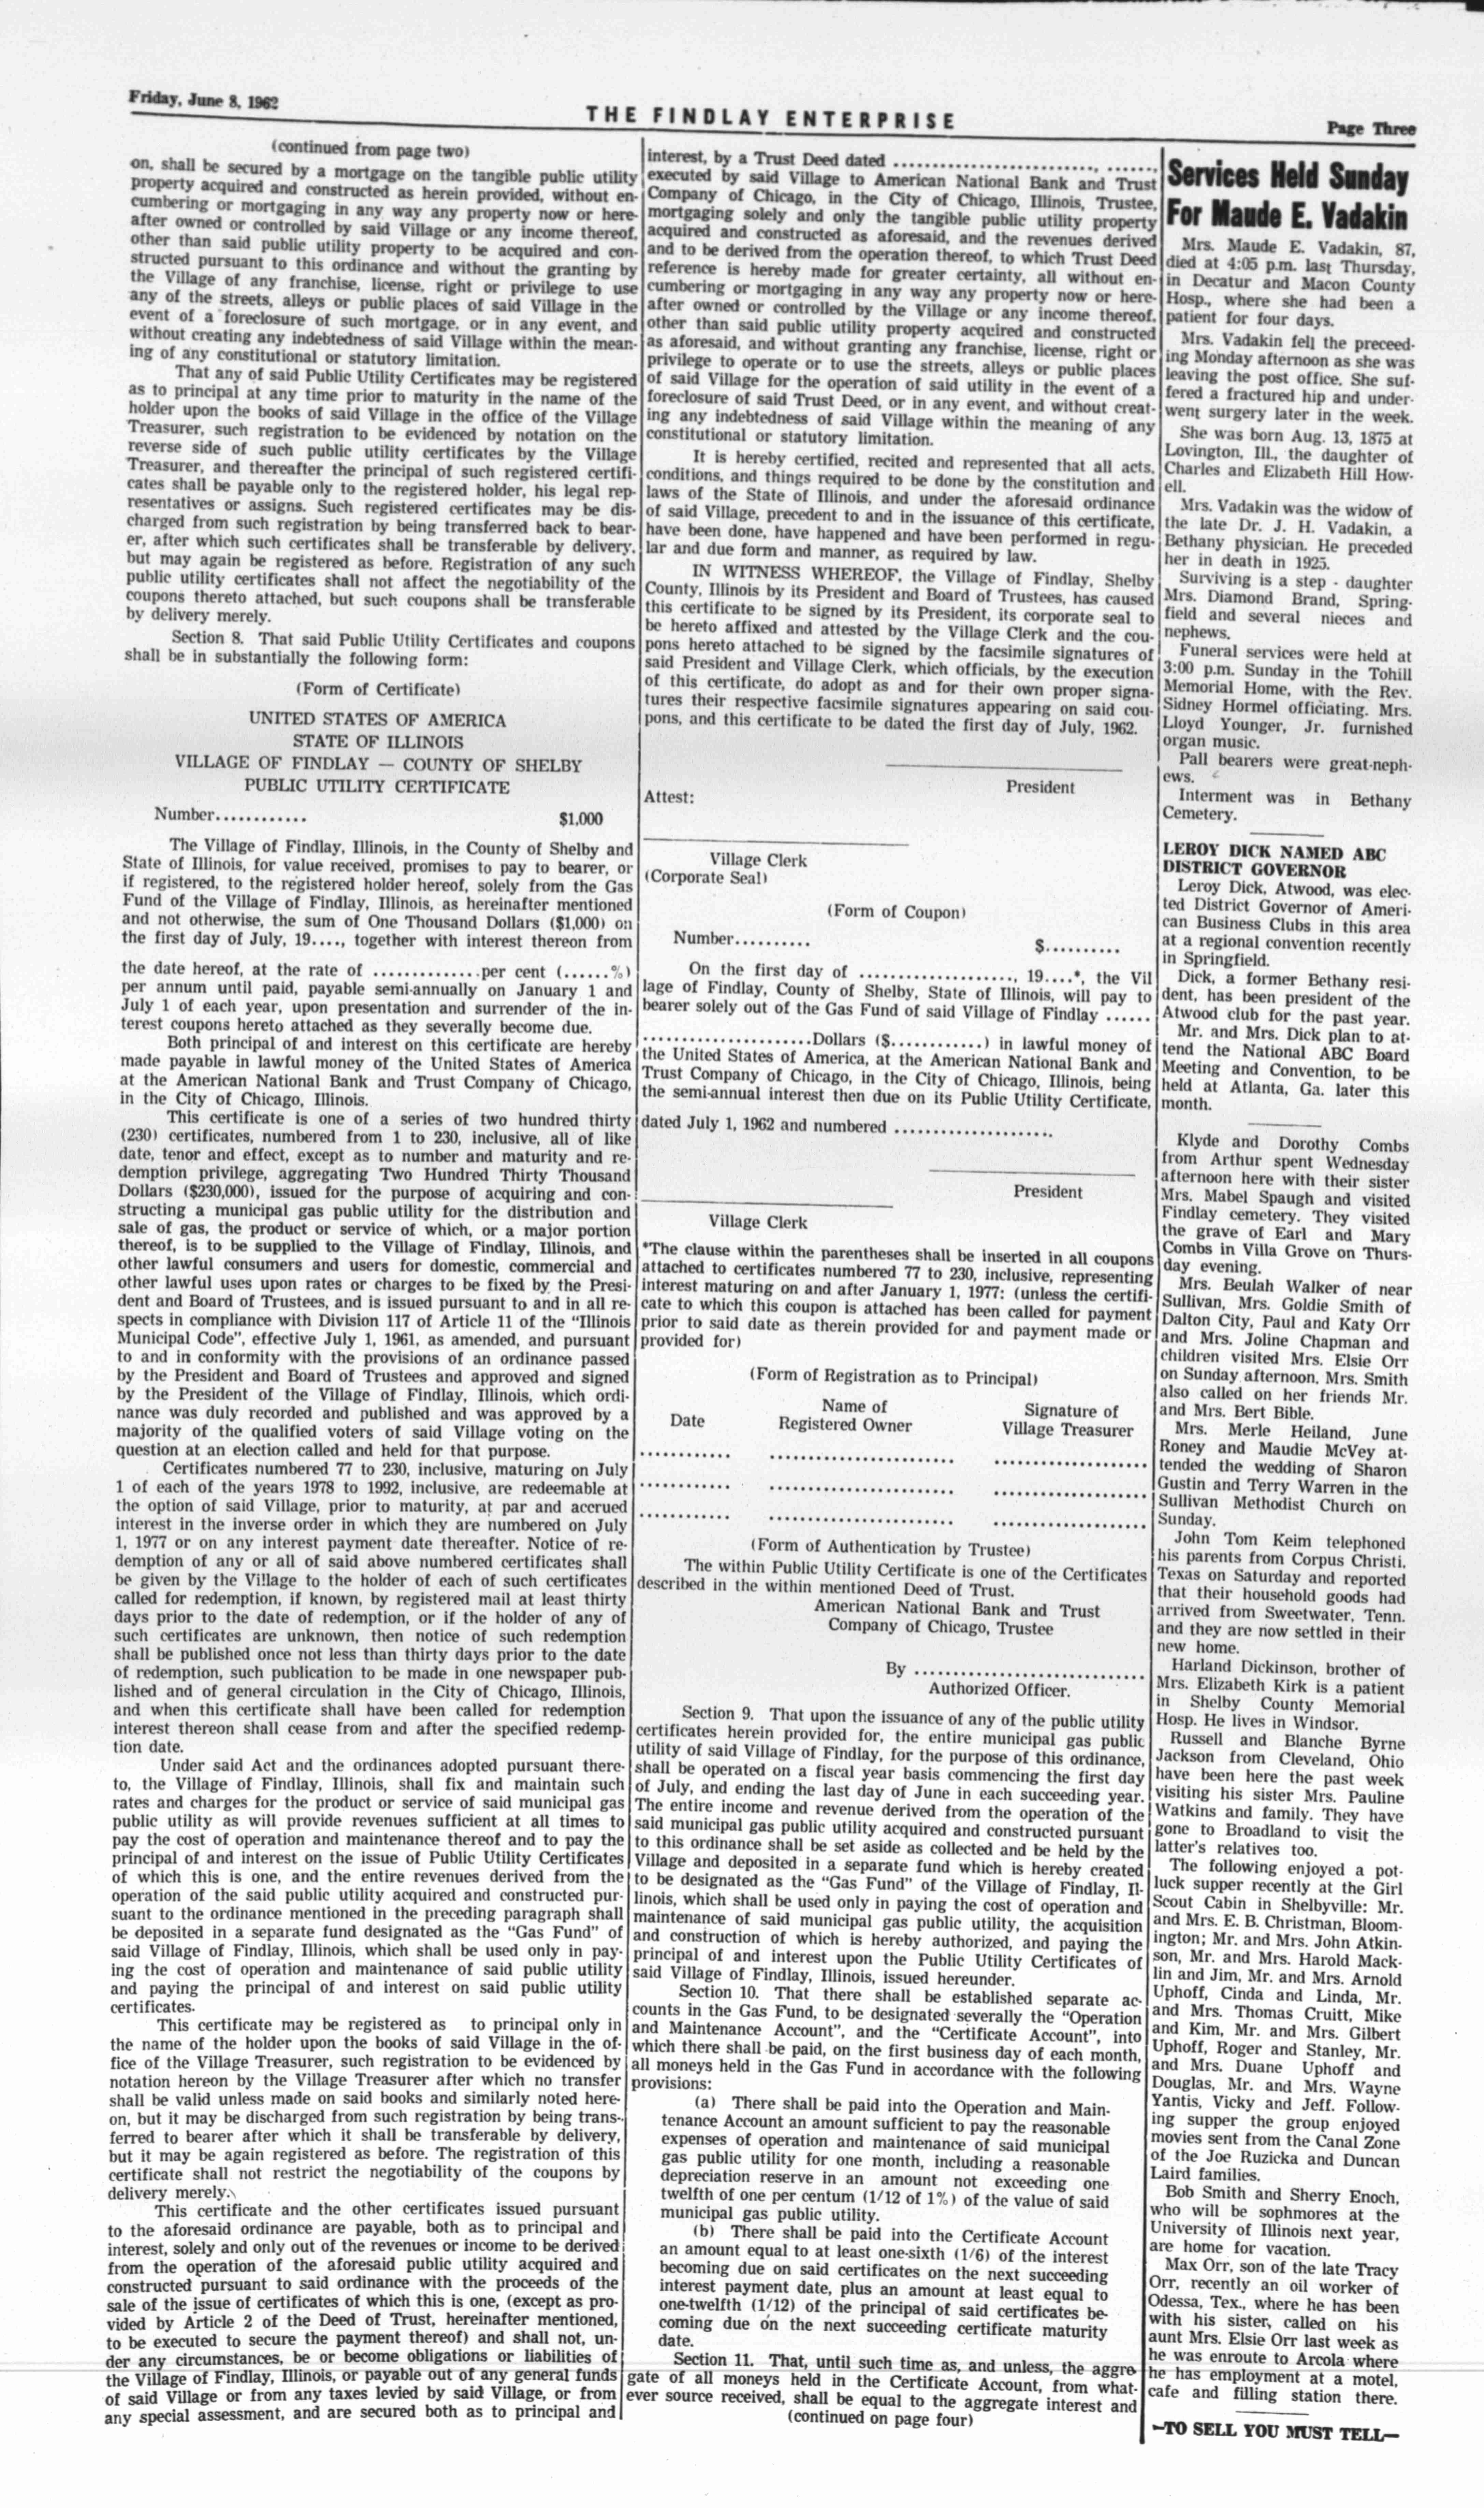 Friday, June 8, 1962
THE FINDLAY ENTERPRISE
Page Three
(continued from page two)
on, shall be secured by a mortgage on the tangible public utility
property acquired and constructed as herein provided, without en-
cumbering or mortgaging in any way any property now or here-
after owned or controlled by said Village or any income thereof,
other than said public utility property to be acquired and con-
structed pursuant to this ordinance and without the granting by
the Village of any franchise, license, right or privilege to use
any of the streets, alleys or public places of said Village in the
event of a foreclosure of such mortgage, or in any event, and
without creating any indebtedness of said Village within the mean-
ing of any constitutional or statutory limitation.
That any of said Public Utility Certificates may be registered
as to principal at any time prior to maturity in the name of the
holder upon the books of said Village in the office of the Village
Treasurer, such registration to be evidenced by notation on the
reverse side of such public utility certificates by the Village
Treasurer, and thereafter the principal of such registered certifi-
cates shall be payable only to the registered holder, his legal rep-
resentatives or assigns. Such registered certificates may be dis-
charged from such registration by being transferred back to bear-
er, after which such certificates shall be transferable by delivery,
but may again be registered as before. Registration of any such
public utility certificates shall not affect the negotiability of the
coupons thereto attached, but such coupons shall be transferable
by delivery merely.
Section 8. That said Public Utility Certificates and coupons
shall be in substantially the following form:
(Form of Certificate)
UNITED STATES OF AMERICA
STATE OF ILLINOIS
VILLAGE OF FINDLAY — COUNTY OF SHELBY
PUBLIC UTILITY CERTIFICATE
Number............ $1,000
The Village of Findlay, Illinois, in the County of Shelby and
State of Illinois, for value received, promises to pay to bearer, or
if registered, to the registered holder hereof, solely from the Gas
Fund of the Village of Findlay, Illinois, as hereinafter mentioned
and not otherwise, the sum of One Thousand Dollars ($1,000) on
the first day of July, 19...., together with interest thereon from
the date hereof, at the rate of ..............per cent (......%)
per annum until paid, payable semi-annually on January 1 and
July 1 of each year, upon presentation and surrender of the in-
terest coupons hereto attached as they severally become due.
Both principal of and interest on this certificate are hereby
made payable in lawful money of the United States of America
at the American National Bank and Trust Company of Chicago,
in the City of Chicago, Illinois.
This certificate is one of a series of two hundred thirty
(230) certificates, numbered from 1 to 230, inclusive, all of like
date, tenor and effect, except as to number and maturity and re-
demption privilege, aggregating Two Hundred Thirty Thousand
Dollars ($230,000), issued for the purpose of acquiring and con-
structing a municipal gas public utility for the distribution and
sale of gas, the product or service of which, or a major portion
thereof, is to be supplied to the Village of Findlay, Illinois, and
other lawful consumers and users for domestic, commercial and
other lawful uses upon rates or charges to be fixed by the Presi-
dent and Board of Trustees, and is issued pursuant to and in all re-
spects in compliance with Division 117 of Article 11 of the "Illinois
Municipal Code", effective July 1, 1961, as amended, and pursuant
to and in conformity with the provisions of an ordinance passed
by the President and Board of Trustees and approved and signed
by the President of the Village of Findlay, Illinois, which ordi-
nance was duly recorded and published and was approved by a
majority of the qualified voters of said Village voting on the
question at an election called and held for that purpose.
Certificates numbered 77 to 230, inclusive, maturing on July
1 of each of the years 1978 to 1992, inclusive, are redeemable at
the option of said Village, prior to maturity, at par and accrued
interest in the inverse order in which they are numbered on July
1, 1977 or on any interest payment date thereafter. Notice of re-
demption of any or all of said above numbered certificates shall
be given by the Village to the holder of each of such certificates
called for redemption, if known, by registered mail at least thirty
days prior to the date of redemption, or if the holder of any of
such certificates are unknown, then notice of such redemption
shall be published once not less than thirty days prior to the date
of redemption, such publication to be made in one newspaper pub-
lished and of general circulation in the City of Chicago, Illinois,
and when this certificate shall have been called for redemption
interest thereon shall cease from and after the specified redemp-
tion date.
Under said Act and the ordinances adopted pursuant there-
to, the Village of Findlay, Illinois, shall fix and maintain such
rates and charges for the product or service of said municipal gas
public utility as will provide revenues sufficient at all times to
pay the cost of operation and maintenance thereof and to pay the
principal of and interest on the issue of Public Utility Certificates
of which this is one, and the entire revenues derived from the
operation of the said public utility acquired and constructed pur-
suant to the ordinance mentioned in the preceding paragraph shall
be deposited in a separate fund designated as the "Gas Fund" of
said Village of Findlay, Illinois, which shall be used only in pay-
ing the cost of operation and maintenance of said public utility
and paying the principal of and interest on said public utility
certificates.
This certificate may be registered as to principal only in
the name of the holder upon the books of said Village in the of-
fice of the Village Treasurer, such registration to be evidenced by
notation hereon by the Village Treasurer after which no transfer
shall be valid unless made on said books and similarly noted here-
on, but it may be discharged from such registration by being trans-
ferred to bearer after which it shall be transferable by delivery,
but it may be again registered as before. The registration of this
certificate shall not restrict the negotiability of the coupons by
delivery merely.
This certificate and the other certificates issued pursuant
to the aforesaid ordinance are payable, both as to principal and
interest, solely and only out of the revenues or income to be derived
from the operation of the aforesaid public utility acquired and
constructed pursuant to said ordinance with the proceeds of the
sale of the issue of certificates of which this is one, (except as pro-
vided by Article 2 of the Deed of Trust, hereinafter mentioned,
to be executed to secure the payment thereof) and shall not, un-
der any circumstances, be or become obligations or liabilities of
the Village of Findlay, Illinois, or payable out of any general funds
of said Village or from any taxes levied by said Village, or from
any special assessment, and are secured both as to principal and
interest, by a Trust Deed dated ........................, ......,
executed by said Village to American National Bank and Trust
Company of Chicago, in the City of Chicago, Illinois, Trustee,
mortgaging solely and only the tangible public utility property
acquired and constructed as aforesaid, and the revenues derived
and to be derived from the operation thereof, to which Trust Deed
reference is hereby made for greater certainty, all without en-
cumbering or mortgaging in any way any property now or here-
after owned or controlled by the Village or any income thereof,
other than said public utility property acquired and constructed
as aforesaid, and without granting any franchise, license, right or
privilege to operate or to use the streets, alleys or public places
of said Village for the operation of said utility in the event of a
foreclosure of said Trust Deed, or in any event, and without creat-
ing any indebtedness of said Village within the meaning of any
constitutional or statutory limitation.
It is hereby certified, recited and represented that all acts,
conditions, and things required to be done by the constitution and
laws of the State of Illinois, and under the aforesaid ordinance
of said Village, precedent to and in the issuance of this certificate,
have been done, have happened and have been performed in regu-
lar and due form and manner, as required by law.
IN WITNESS WHEREOF, the Village of Findlay, Shelby
County, Illinois by its President and Board of Trustees, has caused
this certificate to be signed by its President, its corporate seal to
be hereto affixed and attested by the Village Clerk and the cou-
pons hereto attached to be signed by the facsimile signatures of
said President and Village Clerk, which officials, by the execution
of this certificate, do adopt as and for their own proper signa-
tures their respective facsimile signatures appearing on said cou-
pons, and this certificate to be dated the first day of July, 1962.
President
Attest:
Village Clerk
(Corporate Seal)
(Form of Coupon)
Number.......... $..........
On the first day of ..................., 19....*, the Vil
lage of Findlay, County of Shelby, State of Illinois, will pay to
bearer solely out of the Gas Fund of said Village of Findlay ......
......................Dollars ($............) in lawful money of
the United States of America, at the American National Bank and
Trust Company of Chicago, in the City of Chicago, Illinois, being
the semi-annual interest then due on its Public Utility Certificate,
dated July 1, 1962 and numbered ....................
President
Village Clerk
*The clause within the parentheses shall be inserted in all coupons
attached to certificates numbered 77 to 230, inclusive, representing
interest maturing on and after January 1, 1977: (unless the certifi-
cate to which this coupon is attached has been called for payment
prior to said date as therein provided for and payment made or
provided for)
(Form of Registration as to Principal)
Date Name of Registered Owner Signature of Village Treasurer
............ ........................ ....................
............ ........................ ....................
............ ........................ ....................
(Form of Authentication by Trustee)
The within Public Utility Certificate is one of the Certificates
described in the within mentioned Deed of Trust.
American National Bank and Trust
Company of Chicago, Trustee
By ..............................
Authorized Officer.
Section 9. That upon the issuance of any of the public utility
certificates herein provided for, the entire municipal gas public
utility of said Village of Findlay, for the purpose of this ordinance,
shall be operated on a fiscal year basis commencing the first day
of July, and ending the last day of June in each succeeding year.
The entire income and revenue derived from the operation of the
said municipal gas public utility acquired and constructed pursuant
to this ordinance shall be set aside as collected and be held by the
Village and deposited in a separate fund which is hereby created
to be designated as the "Gas Fund" of the Village of Findlay, Il-
linois, which shall be used only in paying the cost of operation and
maintenance of said municipal gas public utility, the acquisition
and construction of which is hereby authorized, and paying the
principal of and interest upon the Public Utility Certificates of
said Village of Findlay, Illinois, issued hereunder.
Section 10. That there shall be established separate ac-
counts in the Gas Fund, to be designated severally the "Operation
and Maintenance Account", and the "Certificate Account", into
which there shall be paid, on the first business day of each month,
all moneys held in the Gas Fund in accordance with the following
provisions:
(a) There shall be paid into the Operation and Main-
tenance Account an amount sufficient to pay the reasonable
expenses of operation and maintenance of said municipal
gas public utility for one month, including a reasonable
depreciation reserve in an amount not exceeding one
twelfth of one per centum (1/12 of 1%) of the value of said
municipal gas public utility.
(b) There shall be paid into the Certificate Account
an amount equal to at least one-sixth (1/6) of the interest
becoming due on said certificates on the next succeeding
interest payment date, plus an amount at least equal to
one-twelfth (1/12) of the principal of said certificates be-
coming due on the next succeeding certificate maturity
date.
Section 11. That, until such time as, and unless, the aggre-
gate of all moneys held in the Certificate Account, from what-
ever source received, shall be equal to the aggregate interest and
(continued on page four)
Services Held Sunday
For Maude E. Vadakin
Mrs. Maude E. Vadakin, 87,
died at 4:05 p.m. last Thursday,
in Decatur and Macon County
Hosp., where she had been a
patient for four days.
Mrs. Vadakin fell the preceed-
ing Monday afternoon as she was
leaving the post office. She suf-
fered a fractured hip and under-
went surgery later in the week.
She was born Aug. 13, 1875 at
Lovington, Ill., the daughter of
Charles and Elizabeth Hill How-
ell.
Mrs. Vadakin was the widow of
the late Dr. J. H. Vadakin, a
Bethany physician. He preceded
her in death in 1925.
Surviving is a step - daughter
Mrs. Diamond Brand, Spring-
field and several nieces and
nephews.
Funeral services were held at
3:00 p.m. Sunday in the Tohill
Memorial Home, with the Rev.
Sidney Hormel officiating. Mrs.
Lloyd Younger, Jr. furnished
organ music.
Pall bearers were great-neph-
ews.
Interment was in Bethany
Cemetery.
LEROY DICK NAMED ABC
DISTRICT GOVERNOR
Leroy Dick, Atwood, was elec-
ted District Governor of Ameri-
can Business Clubs in this area
at a regional convention recently
in Springfield.
Dick, a former Bethany resi-
dent, has been president of the
Atwood club for the past year.
Mr. and Mrs. Dick plan to at-
tend the National ABC Board
Meeting and Convention, to be
held at Atlanta, Ga. later this
month.
Klyde and Dorothy Combs
from Arthur spent Wednesday
afternoon here with their sister
Mrs. Mabel Spaugh and visited
Findlay cemetery. They visited
the grave of Earl and Mary
Combs in Villa Grove on Thurs-
day evening.
Mrs. Beulah Walker of near
Sullivan, Mrs. Goldie Smith of
Dalton City, Paul and Katy Orr
and Mrs. Joline Chapman and
children visited Mrs. Elsie Orr
on Sunday afternoon. Mrs. Smith
also called on her friends Mr.
and Mrs. Bert Bible.
Mrs. Merle Heiland, June
Roney and Maudie McVey at-
tended the wedding of Sharon
Gustin and Terry Warren in the
Sullivan Methodist Church on
Sunday.
John Tom Keim telephoned
his parents from Corpus Christi,
Texas on Saturday and reported
that their household goods had
arrived from Sweetwater, Tenn.
and they are now settled in their
new home.
Harland Dickinson, brother of
Mrs. Elizabeth Kirk is a patient
in Shelby County Memorial
Hosp. He lives in Windsor.
Russell and Blanche Byrne
Jackson from Cleveland, Ohio
have been here the past week
visiting his sister Mrs. Pauline
Watkins and family. They have
gone to Broadland to visit the
latter's relatives too.
The following enjoyed a pot-
luck supper recently at the Girl
Scout Cabin in Shelbyville: Mr.
and Mrs. E. B. Christman, Bloom-
ington; Mr. and Mrs. John Atkin-
son, Mr. and Mrs. Harold Mack-
lin and Jim, Mr. and Mrs. Arnold
Uphoff, Cinda and Linda, Mr.
and Mrs. Thomas Cruitt, Mike
and Kim, Mr. and Mrs. Gilbert
Uphoff, Roger and Stanley, Mr.
and Mrs. Duane Uphoff and
Douglas, Mr. and Mrs. Wayne
Yantis, Vicky and Jeff. Follow-
ing supper the group enjoyed
movies sent from the Canal Zone
of the Joe Ruzicka and Duncan
Laird families.
Bob Smith and Sherry Enoch,
who will be sophmores at the
University of Illinois next year,
are home for vacation.
Max Orr, son of the late Tracy
Orr, recently an oil worker of
Odessa, Tex., where he has been
with his sister, called on his
aunt Mrs. Elsie Orr last week as
he was enroute to Arcola where
he has employment at a motel,
cafe and filling station there.
—TO SELL YOU MUST TELL—